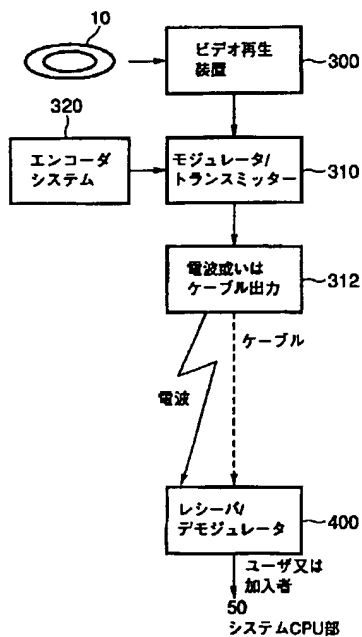 10
ビデオ再生
装置
300
320
エンコーダ
システム
モジュレータ/
トランスミッター
310
電波或いは
ケーブル出力
312
ケーブル
電波
レシーバ/
デモジュレータ
400
ユーザ又は
加入者
50
システムCPU部